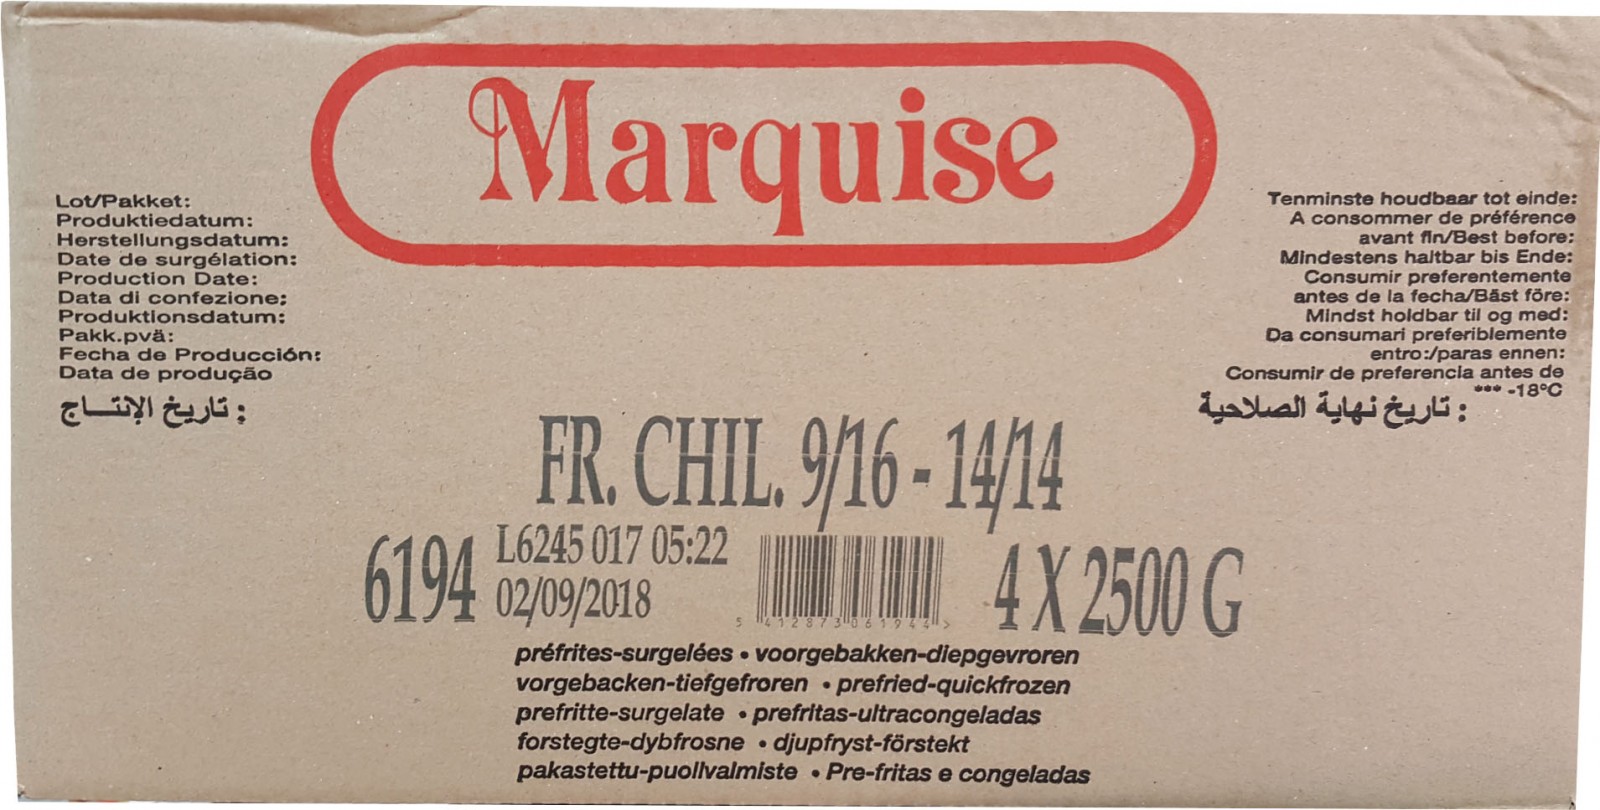 Marquise
Lot/Pakket:
Produktiedatum:
Herstellungsdatum:
Date de surgélation:
Production Date:
Data di confezione:
Produktionsdatum:
Pakk.pvä:
Fecha de Producción:
Data de produção
تاريخ الإنتاج :
Tenminste houdbaar tot einde:
A consommer de préférence
avant fin/Best before:
Mindestens haltbar bis Ende:
Consumir preferentemente
antes de la fecha/Bäst före:
Mindst holdbar til og med:
Da consumari preferiblemente
entro:/paras ennen:
Consumir de preferencia antes de
*** -18°C
تاريخ نهاية الصلاحية :
FR. CHIL. 9/16 - 14/14
6194
L6245 017 05:22
02/09/2018
5 412873 061944 >
4 X 2500 G
préfrites-surgelées • voorgebakken-diepgevroren
vorgebacken-tiefgefroren • prefried-quickfrozen
prefritte-surgelate • prefritas-ultracongeladas
forstegte-dybfrosne • djupfryst-förstekt
pakastettu-puolivalmiste • Pre-fritas e congeladas